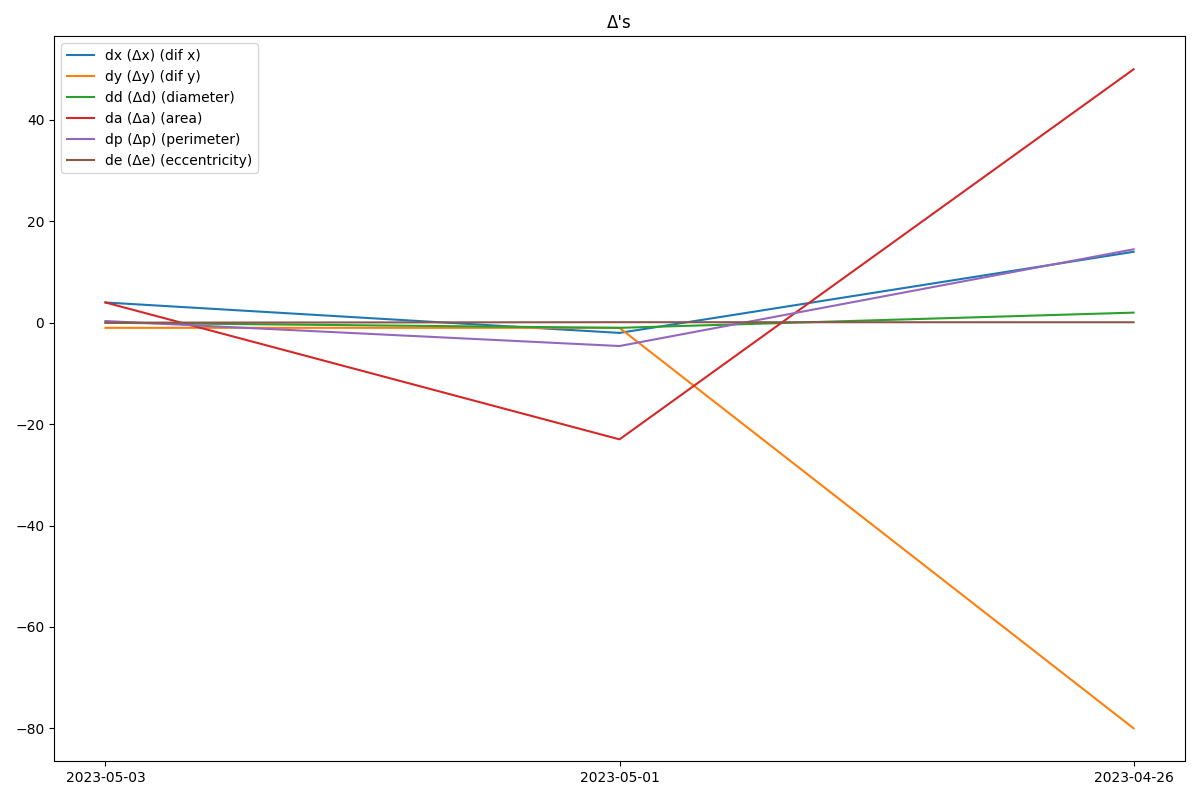 Δ's
dx (Δx) (dif x)
dy (Δy) (dif y)
dd (Δd) (diameter)
da (Δa) (area)
dp (Δp) (perimeter)
de (Δe) (eccentricity)
40
20
0
−20
−40
−60
−80
2023-05-03 2023-05-01 2023-04-26